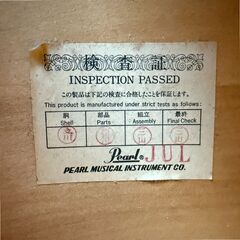 検査証
INSPECTION PASSED
この製品は下記の検査に合格したことを保証します。
This product is manufactured under strict tests as follows:
胴 部品 組立 最終
Shell Parts Assembly Final Check
Pearl® JUL
PEARL MUSICAL INSTRUMENT CO.